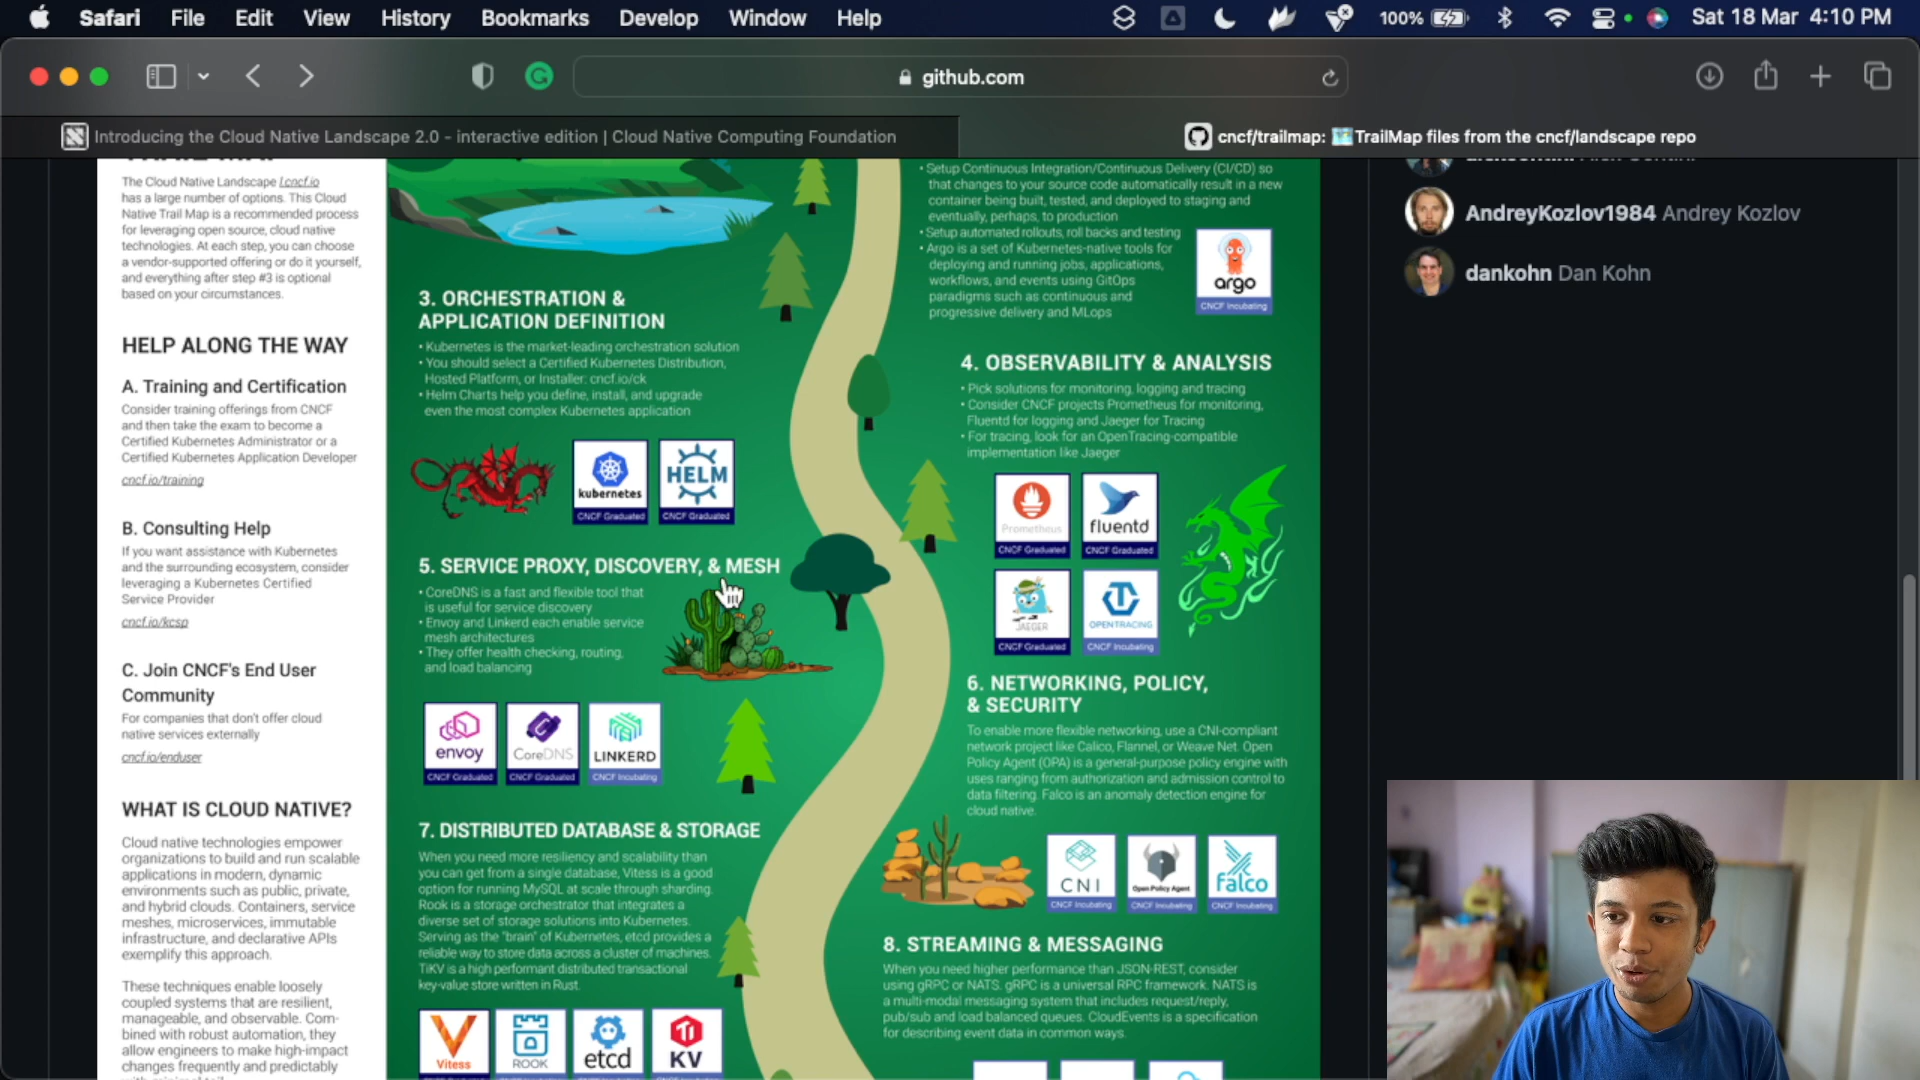 Safari File Edit View History Bookmarks Develop Window Help 100% Sat 18 Mar 4:10 PM
github.com
Introducing the Cloud Native Landscape 2.0 - interactive edition | Cloud Native Computing Foundation
cncf/trailmap: TrailMap files from the cncf/landscape repo
The Cloud Native Landscape l.cncf.io
has a large number of options. This Cloud
Native Trail Map is a recommended process
for leveraging open source, cloud native
technologies. At each step, you can choose
a vendor-supported offering or do it yourself,
and everything after step #3 is optional
based on your circumstances.
HELP ALONG THE WAY
A. Training and Certification
Consider training offerings from CNCF
and then take the exam to become a
Certified Kubernetes Administrator or a
Certified Kubernetes Application Developer
cncf.io/training
B. Consulting Help
If you want assistance with Kubernetes
and the surrounding ecosystem, consider
leveraging a Kubernetes Certified
Service Provider
cncf.io/kcsp
C. Join CNCF's End User
Community
For companies that don't offer cloud
native services externally
cncf.io/enduser
WHAT IS CLOUD NATIVE?
Cloud native technologies empower
organizations to build and run scalable
applications in modern, dynamic
environments such as public, private,
and hybrid clouds. Containers, service
meshes, microservices, immutable
infrastructure, and declarative APIs
exemplify this approach.
These techniques enable loosely
coupled systems that are resilient,
manageable, and observable. Com-
bined with robust automation, they
allow engineers to make high-impact
changes frequently and predictably
• Setup Continuous Integration/Continuous Delivery (CI/CD) so
that changes to your source code automatically result in a new
container being built, tested, and deployed to staging and
eventually, perhaps, to production
• Setup automated rollouts, roll backs and testing
• Argo is a set of Kubernetes-native tools for
deploying and running jobs, applications,
workflows, and events using GitOps
paradigms such as continuous and
progressive delivery and MLops
argo
CNCF Incubating
3. ORCHESTRATION &
APPLICATION DEFINITION
• Kubernetes is the market-leading orchestration solution
• You should select a Certified Kubernetes Distribution,
Hosted Platform, or Installer: cncf.io/ck
• Helm Charts help you define, install, and upgrade
even the most complex Kubernetes application
kubernetes
CNCF Graduated
HELM
CNCF Graduated
4. OBSERVABILITY & ANALYSIS
• Pick solutions for monitoring, logging and tracing
• Consider CNCF projects Prometheus for monitoring,
Fluentd for logging and Jaeger for Tracing
• For tracing, look for an OpenTracing-compatible
implementation like Jaeger
Prometheus
CNCF Graduated
fluentd
CNCF Graduated
JAEGER
CNCF Graduated
OPENTRACING
CNCF Incubating
5. SERVICE PROXY, DISCOVERY, & MESH
• CoreDNS is a fast and flexible tool that
is useful for service discovery
• Envoy and Linkerd each enable service
mesh architectures
• They offer health checking, routing,
and load balancing
envoy
CNCF Graduated
CoreDNS
CNCF Graduated
LINKERD
CNCF Incubating
6. NETWORKING, POLICY,
& SECURITY
To enable more flexible networking, use a CNI-compliant
network project like Calico, Flannel, or Weave Net. Open
Policy Agent (OPA) is a general-purpose policy engine with
uses ranging from authorization and admission control to
data filtering. Falco is an anomaly detection engine for
cloud native.
CNI
CNCF Incubating
Open Policy Agent
CNCF Incubating
falco
CNCF Incubating
7. DISTRIBUTED DATABASE & STORAGE
When you need more resiliency and scalability than
you can get from a single database, Vitess is a good
option for running MySQL at scale through sharding.
Rook is a storage orchestrator that integrates a
diverse set of storage solutions into Kubernetes.
Serving as the "brain" of Kubernetes, etcd provides a
reliable way to store data across a cluster of machines.
TiKV is a high performant distributed transactional
key-value store written in Rust.
Vitess
ROOK
etcd
TI
KV
8. STREAMING & MESSAGING
When you need higher performance than JSON-REST, consider
using gRPC or NATS. gRPC is a universal RPC framework. NATS is
a multi-modal messaging system that includes request/reply,
pub/sub and load balanced queues. CloudEvents is a specification
for describing event data in common ways.
AndreyKozlov1984 Andrey Kozlov
dankohn Dan Kohn